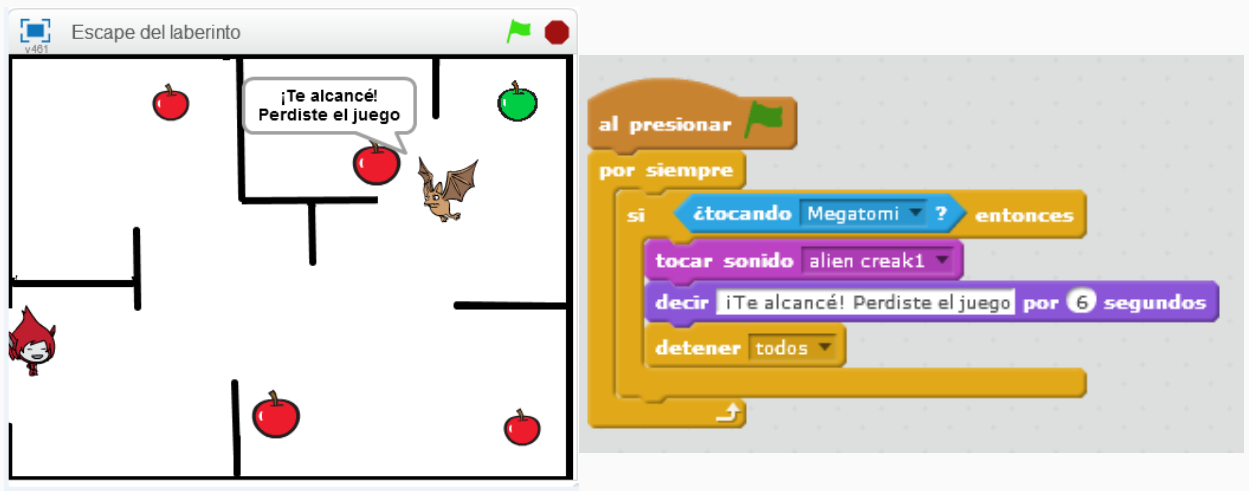 Escape del laberinto
v461
¡Te alcancé!
Perdiste el juego
al presionar
por siempre
si ¿tocando Megatomi ? entonces
tocar sonido alien creak1
decir ¡Te alcancé! Perdiste el juego por 6 segundos
detener todos